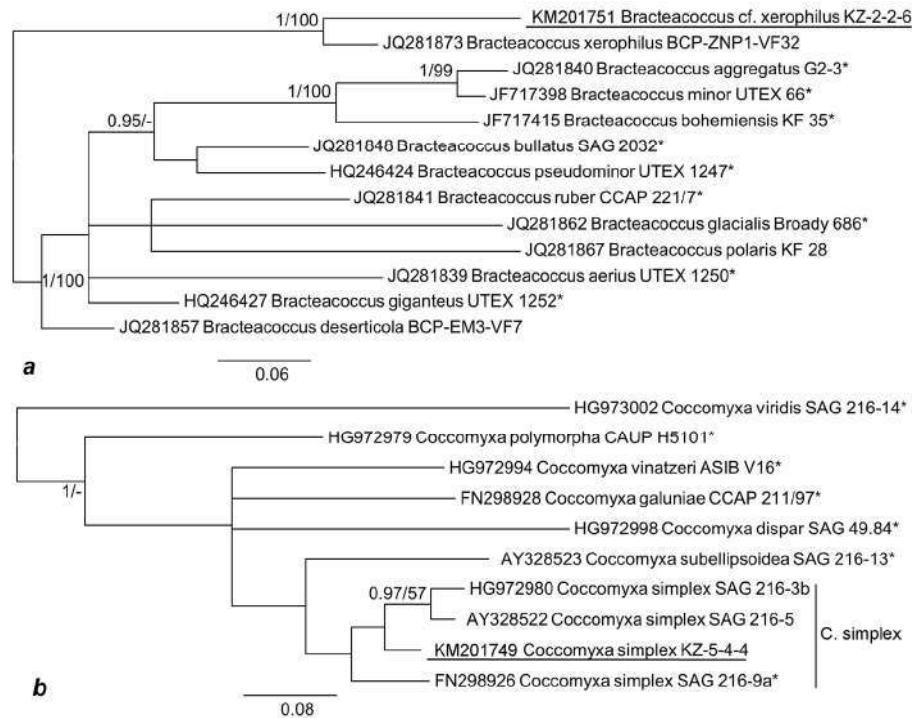 1/100
KM201751 Bracteacoccus cf. xerophilus KZ-2-2-6
JQ281873 Bracteacoccus xerophilus BCP-ZNP1-VF32
1/99
JQ281840 Bracteacoccus aggregatus G2-3*
1/100
JF717398 Bracteacoccus minor UTEX 66*
JF717415 Bracteacoccus bohemiensis KF 35*
0.95/-
JQ281848 Bracteacoccus bullatus SAG 2032*
HQ246424 Bracteacoccus pseudominor UTEX 1247*
JQ281841 Bracteacoccus ruber CCAP 221/7*
JQ281862 Bracteacoccus glacialis Broady 686*
JQ281867 Bracteacoccus polaris KF 28
1/100
JQ281839 Bracteacoccus aerius UTEX 1250*
HQ246427 Bracteacoccus giganteus UTEX 1252*
JQ281857 Bracteacoccus deserticola BCP-EM3-VF7
a
0.06
HG973002 Coccomyxa viridis SAG 216-14*
HG972979 Coccomyxa polymorpha CAUP H5101*
HG972994 Coccomyxa vinatzeri ASIB V16*
1/-
FN298928 Coccomyxa galuniae CCAP 211/97*
HG972998 Coccomyxa dispar SAG 49.84*
AY328523 Coccomyxa subellipsoidea SAG 216-13*
0.97/57
HG972980 Coccomyxa simplex SAG 216-3b
AY328522 Coccomyxa simplex SAG 216-5
C. simplex
KM201749 Coccomyxa simplex KZ-5-4-4
FN298926 Coccomyxa simplex SAG 216-9a*
b
0.08